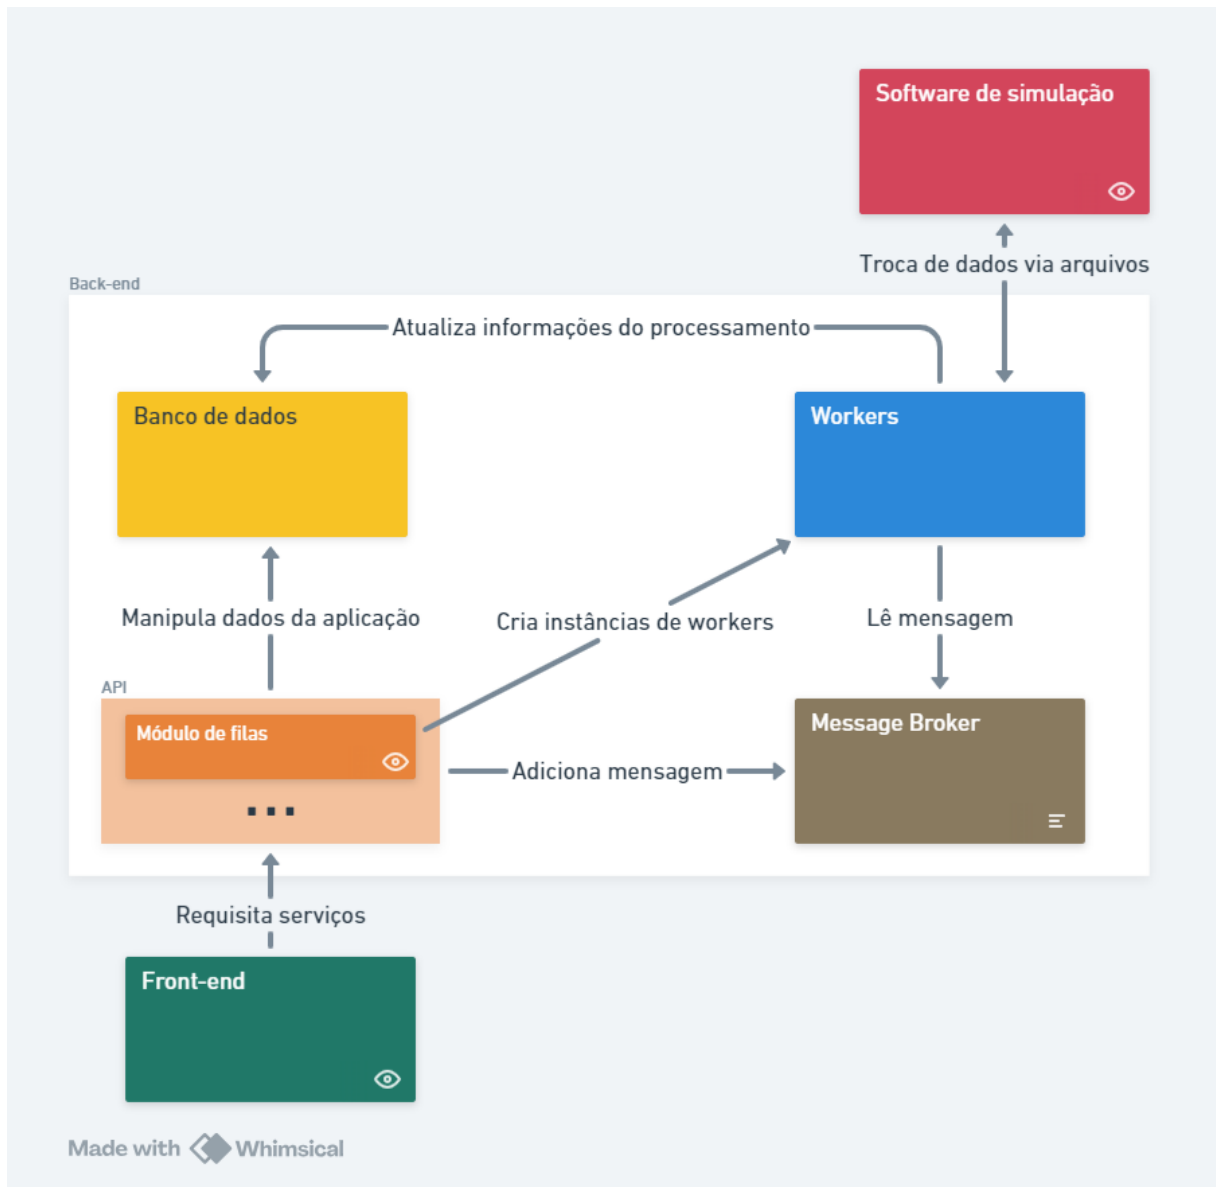 Software de simulação
Troca de dados via arquivos
Back-end
Atualiza informações do processamento
Banco de dados
Workers
Manipula dados da aplicação
Cria instâncias de workers
Lê mensagem
API
Módulo de filas
Message Broker
Adiciona mensagem
Requisita serviços
Front-end
Made with Whimsical